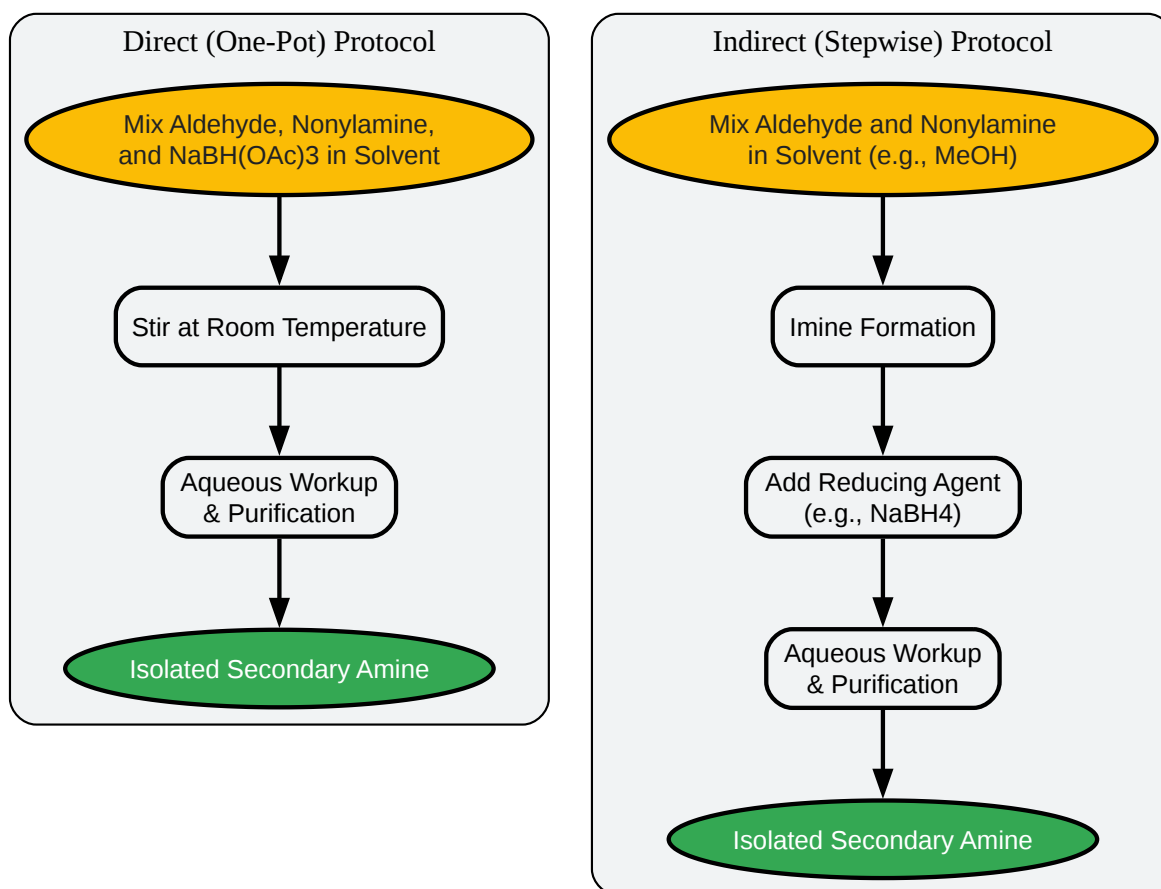 Direct (One-Pot) Protocol
Mix Aldehyde, Nonylamine,
and NaBH(OAc)3 in Solvent
Stir at Room Temperature
Aqueous Workup
& Purification
Isolated Secondary Amine
Indirect (Stepwise) Protocol
Mix Aldehyde and Nonylamine
in Solvent (e.g., MeOH)
Imine Formation
Add Reducing Agent
(e.g., NaBH4)
Aqueous Workup
& Purification
Isolated Secondary Amine